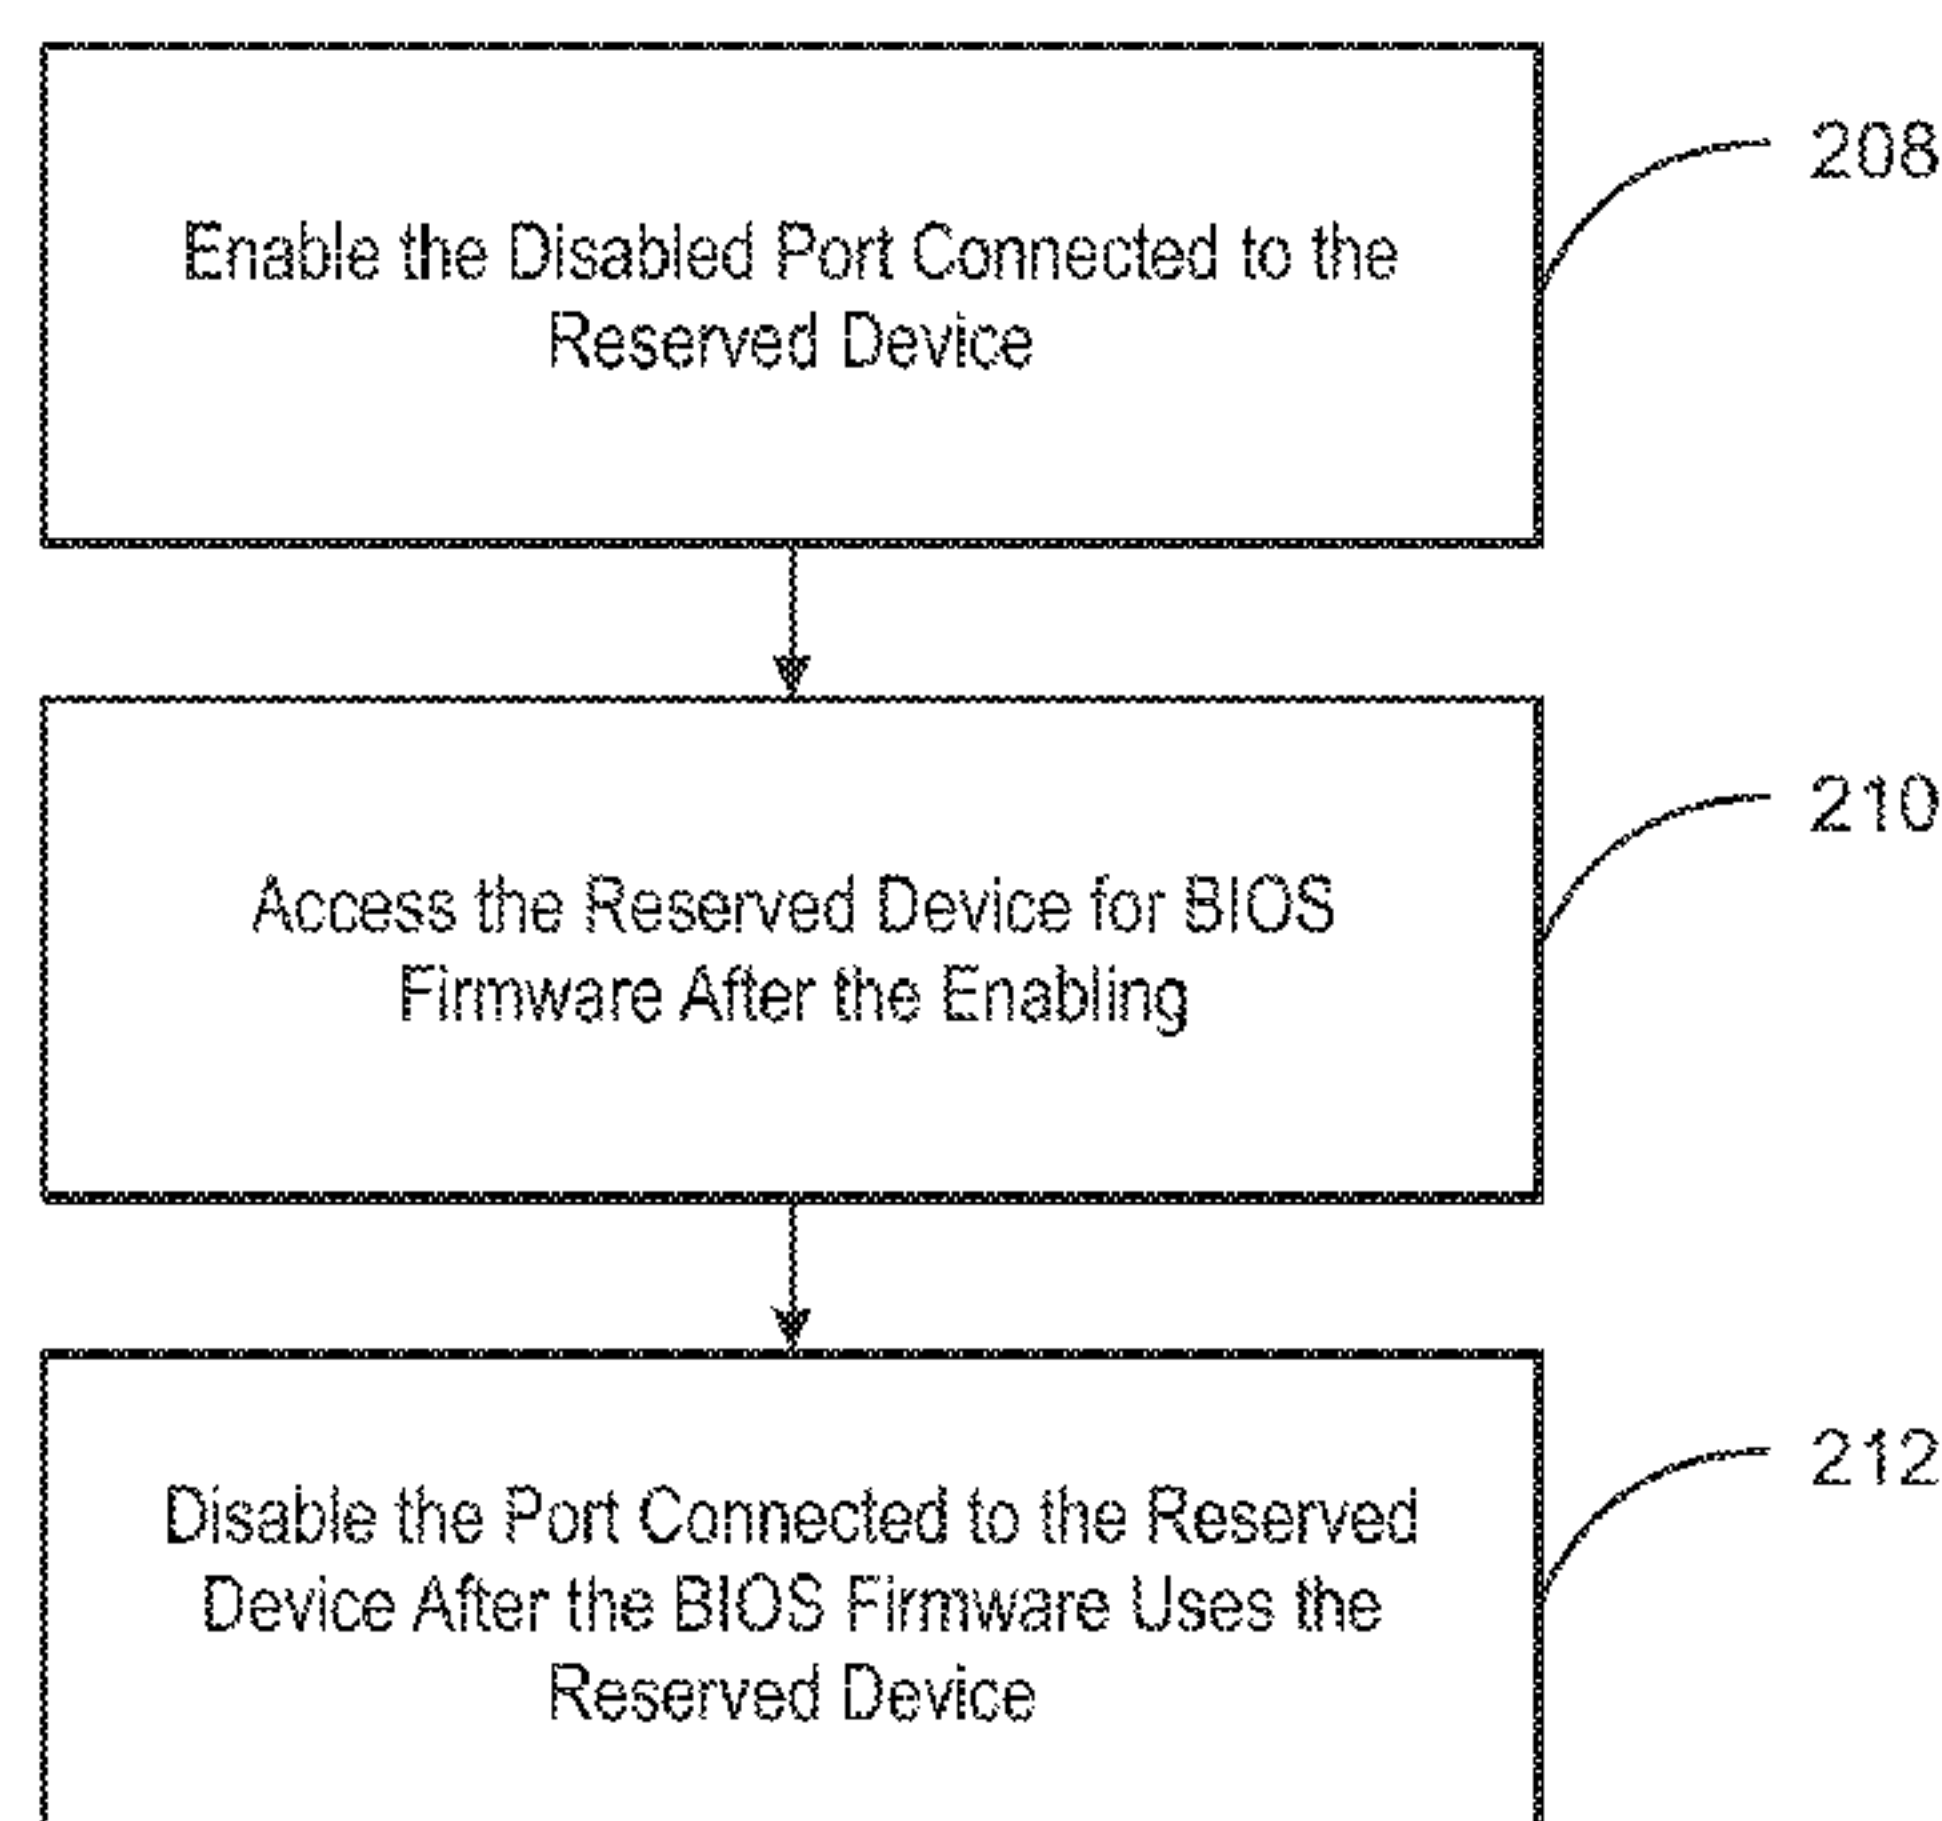 208
Enable the Disabled Port Connected to the
Reserved Device
210
Access the Reserved Device for BIOS
Firmware After the Enabling
212
Disable the Port Connected to the Reserved
Device After the BIOS Firmware Uses the
Reserved Device